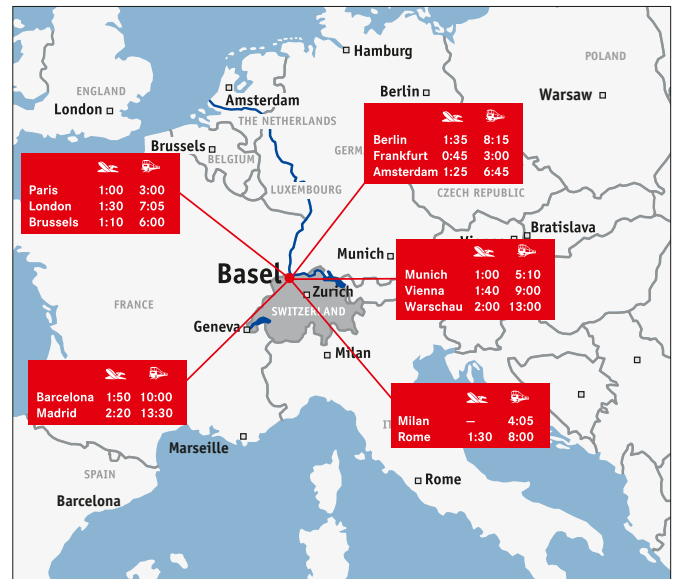 Hamburg
POLAND
ENGLAND
Berlin
Warsaw
Amsterdam
London
THE NETHERLANDS
Berlin 1:35 8:15
Frankfurt 0:45 3:00
Amsterdam 1:25 6:45
Brussels
GERM
BELGIUM
Paris 1:00 3:00
London 1:30 7:05
Brussels 1:10 6:00
LUXEMBOURG
CZECH REPUBLIC
Bratislava
Munich
Basel
Munich 1:00 5:10
Vienna 1:40 9:00
Warschau 2:00 13:00
Zurich
FRANCE
SWITZERLAND
Geneva
Milan
Barcelona 1:50 10:00
Madrid 2:20 13:30
Milan – 4:05
Rome 1:30 8:00
Marseille
SPAIN
Rome
Barcelona